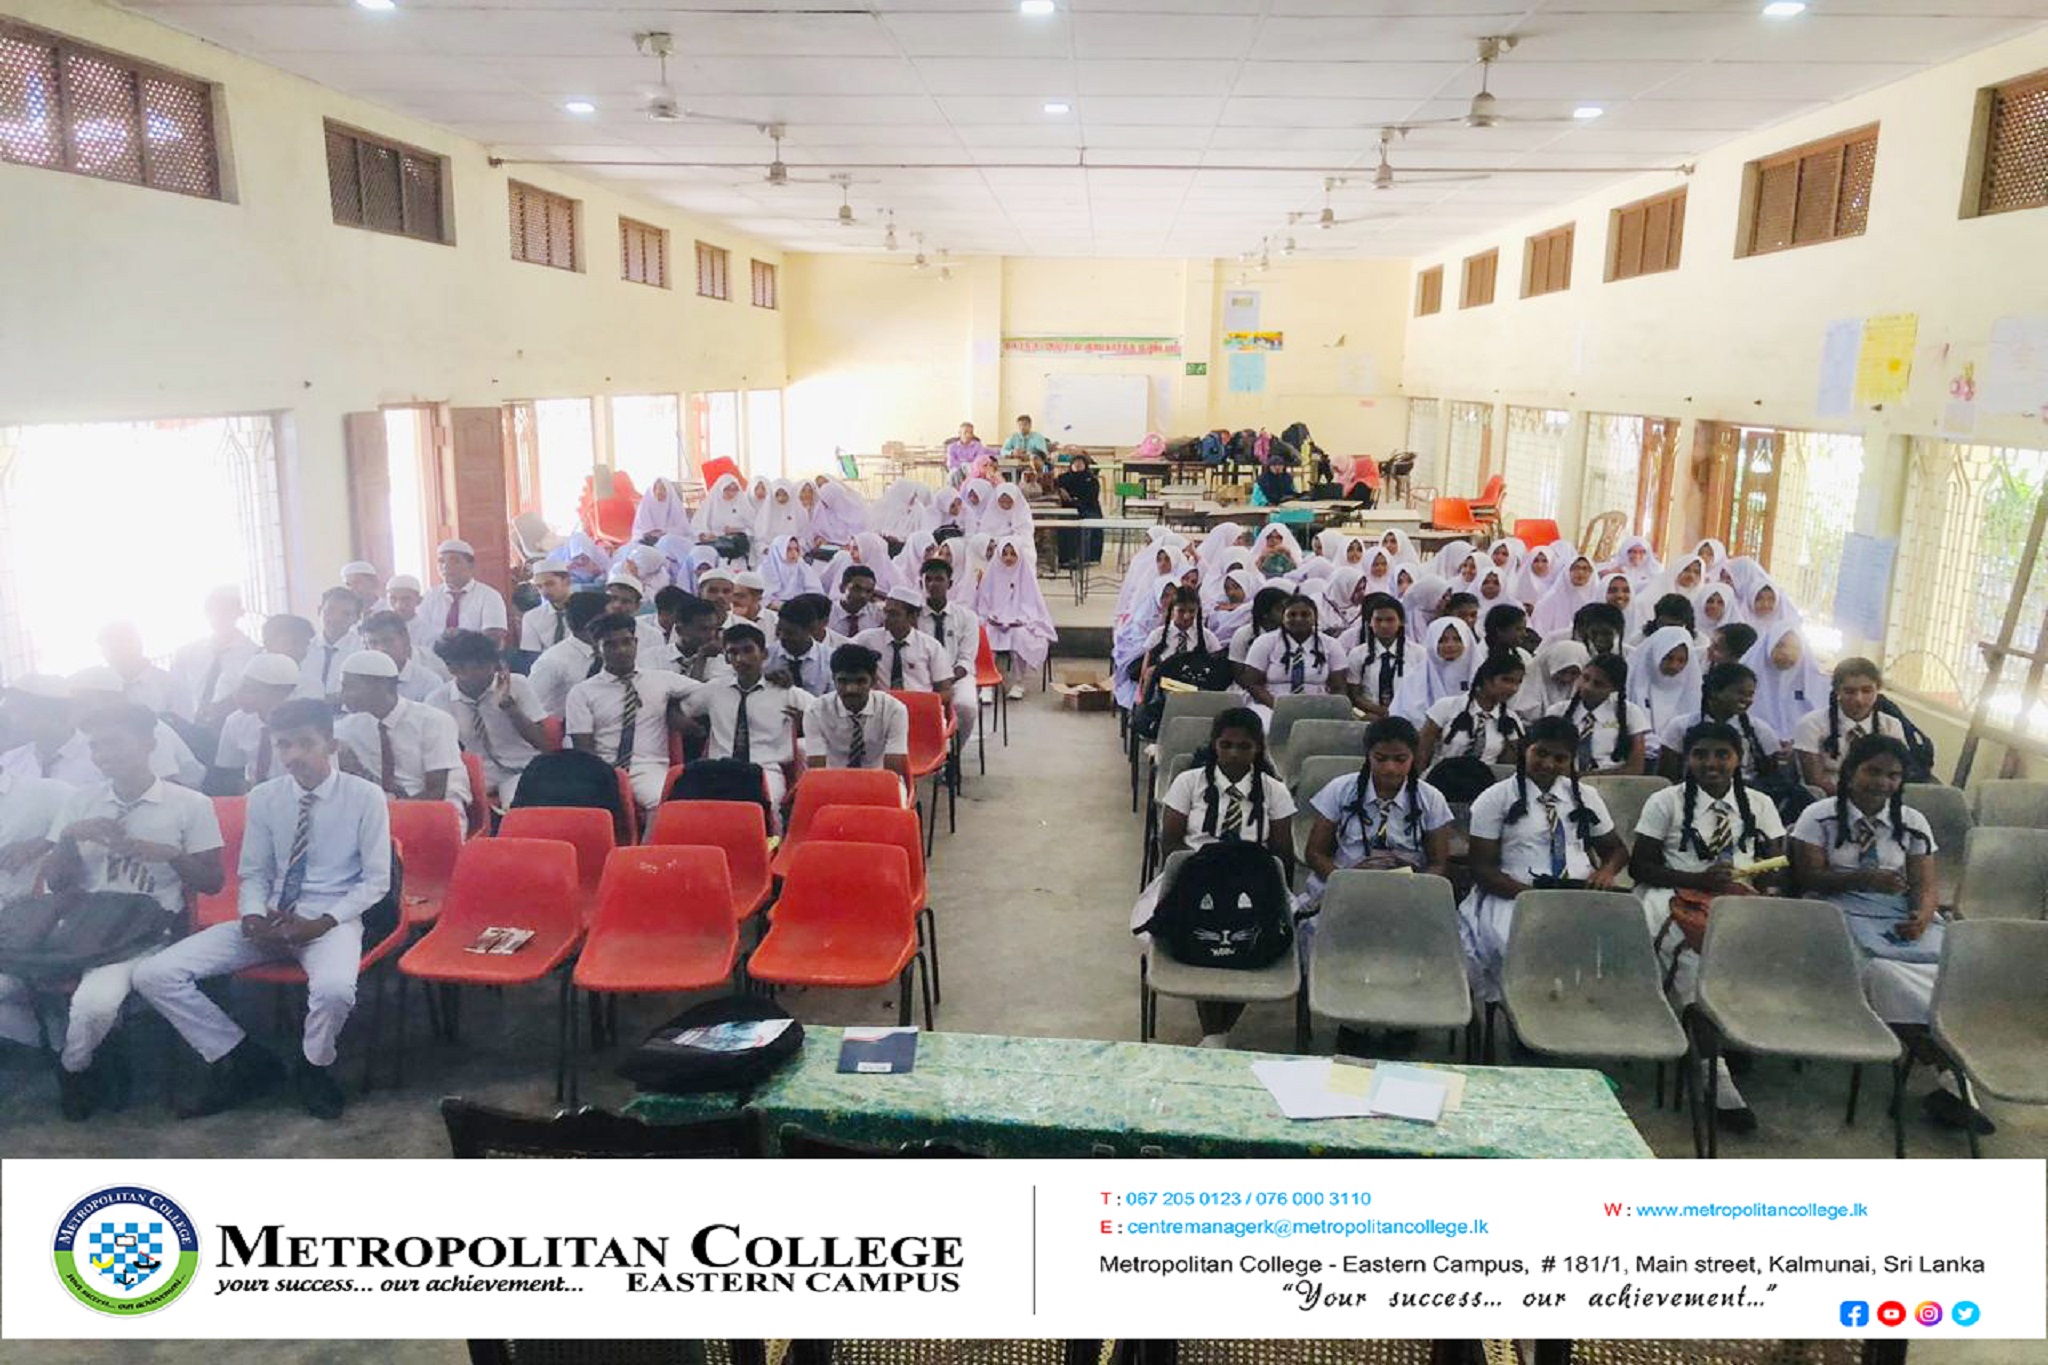 METROPOLITAN COLLEGE
your success... our achievement...
METROPOLITAN COLLEGE
your success... our achievement...
EASTERN CAMPUS
T : 067 205 0123 / 076 000 3110
E : centremanagerk@metropolitancollege.lk
W : www.metropolitancollege.lk
Metropolitan College - Eastern Campus, # 181/1, Main street, Kalmunai, Sri Lanka
“Your success... our achievement...”